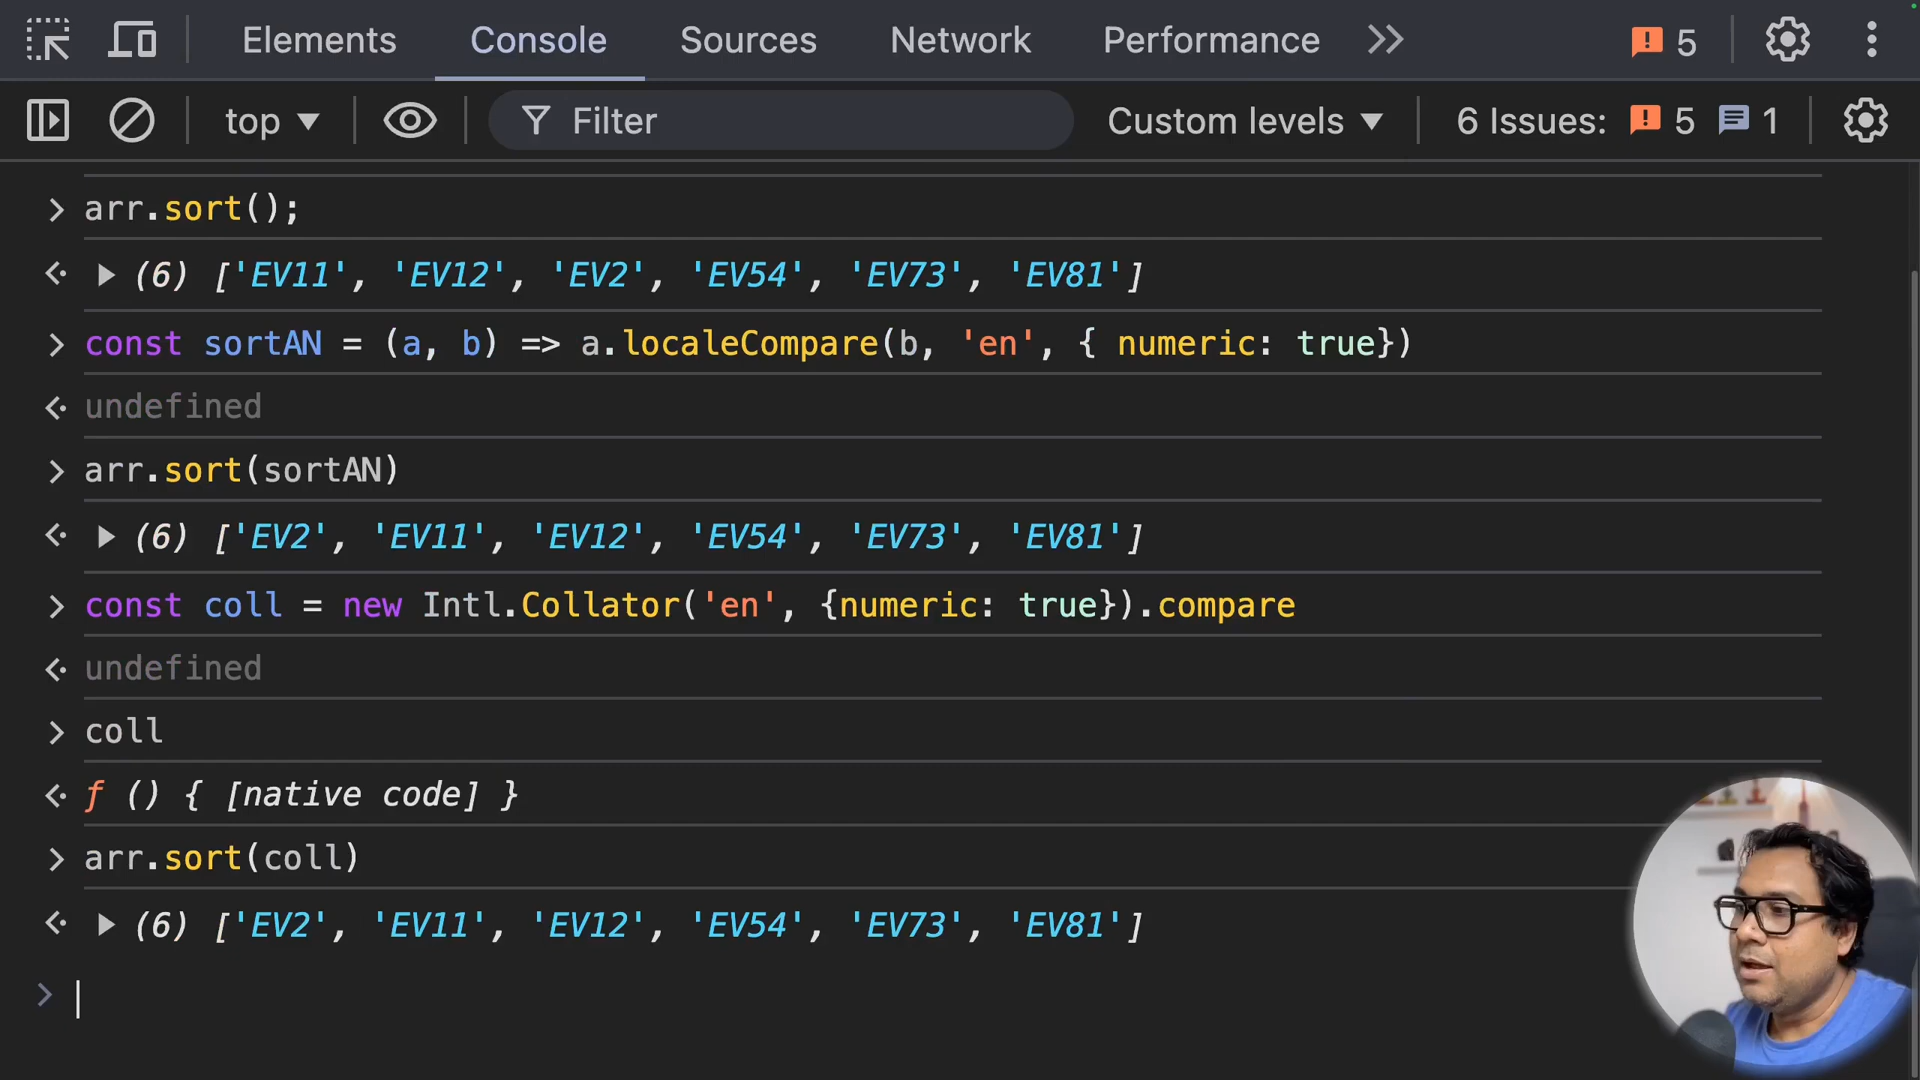 Elements Console Sources Network Performance 5
top Filter Custom levels 6 Issues: 5 1
> arr.sort();
(6) ['EV11', 'EV12', 'EV2', 'EV54', 'EV73', 'EV81']
> const sortAN = (a, b) => a.localeCompare(b, 'en', { numeric: true})
undefined
> arr.sort(sortAN)
(6) ['EV2', 'EV11', 'EV12', 'EV54', 'EV73', 'EV81']
> const coll = new Intl.Collator('en', {numeric: true}).compare
undefined
> coll
ƒ () { [native code] }
> arr.sort(coll)
(6) ['EV2', 'EV11', 'EV12', 'EV54', 'EV73', 'EV81']
>